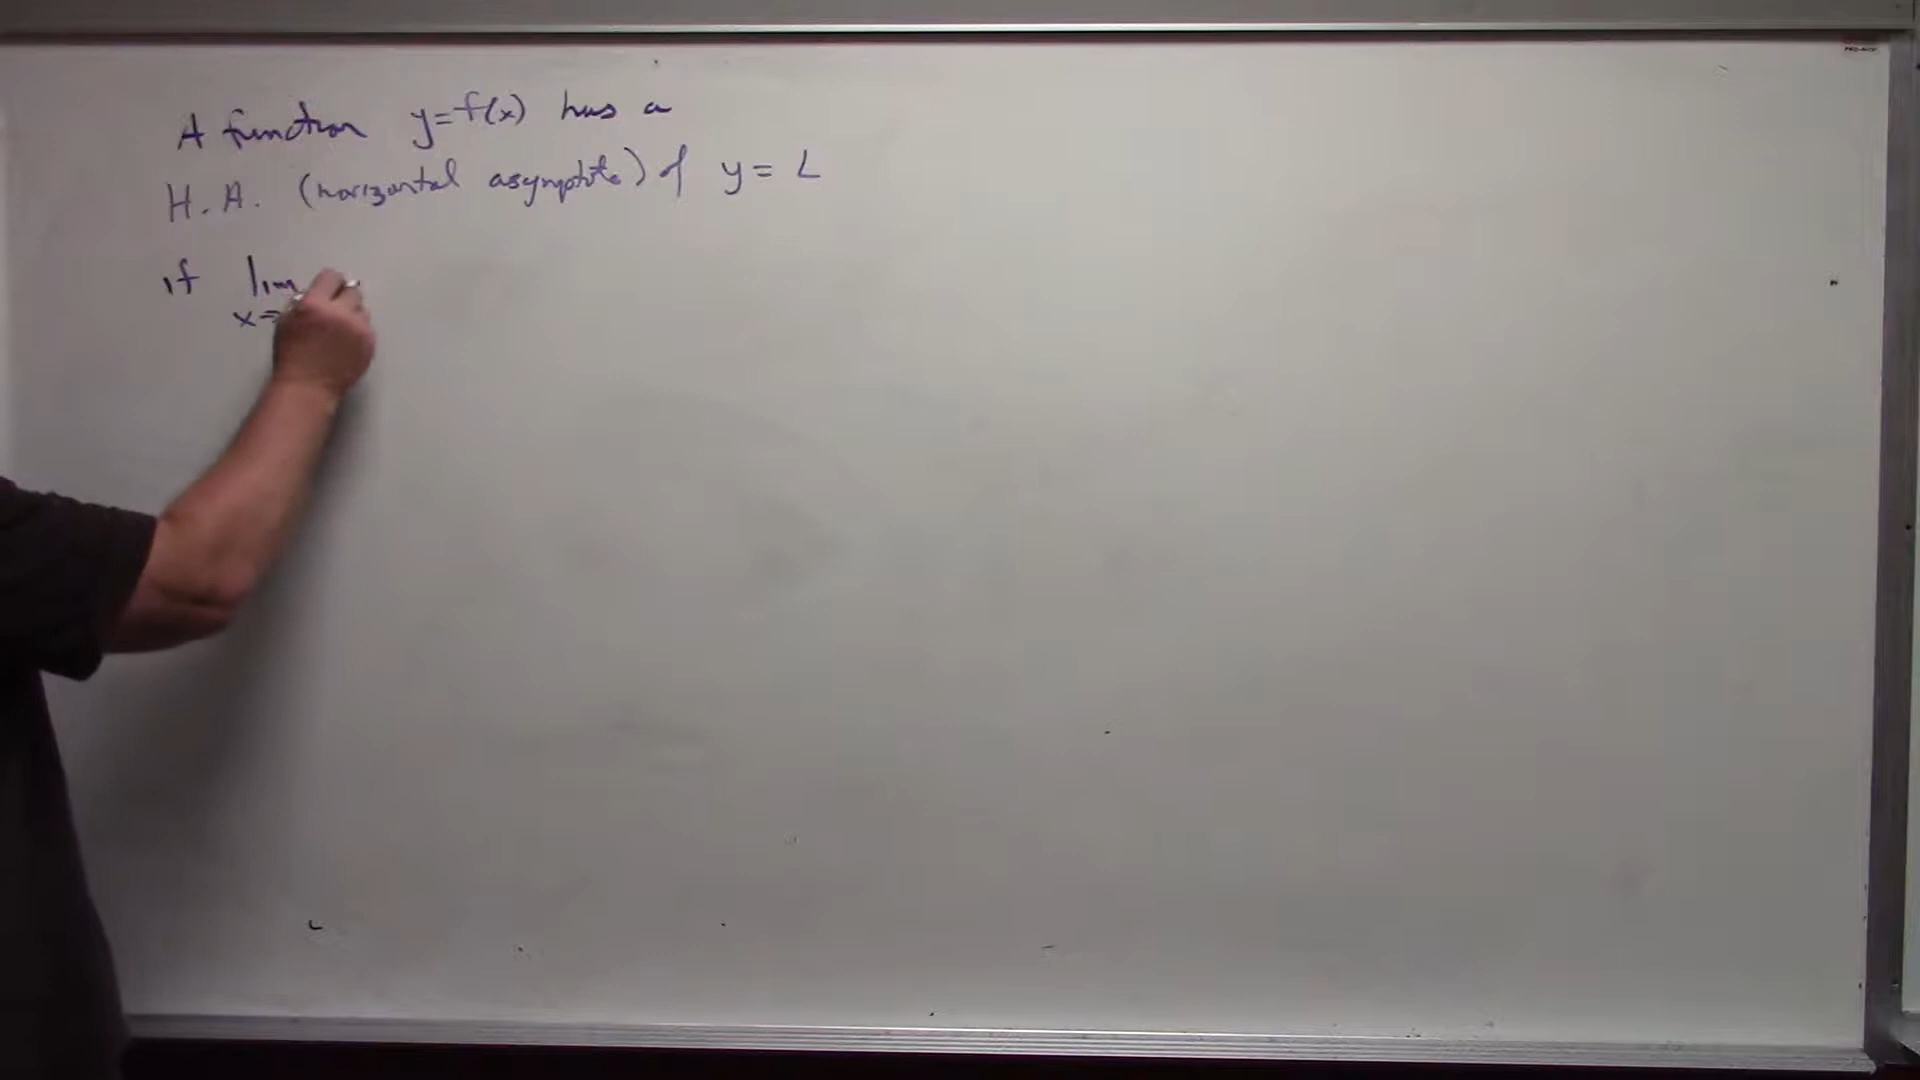 A function y=f(x) has a
H.A. (horizontal asymptote) of y = L
if lim
x→